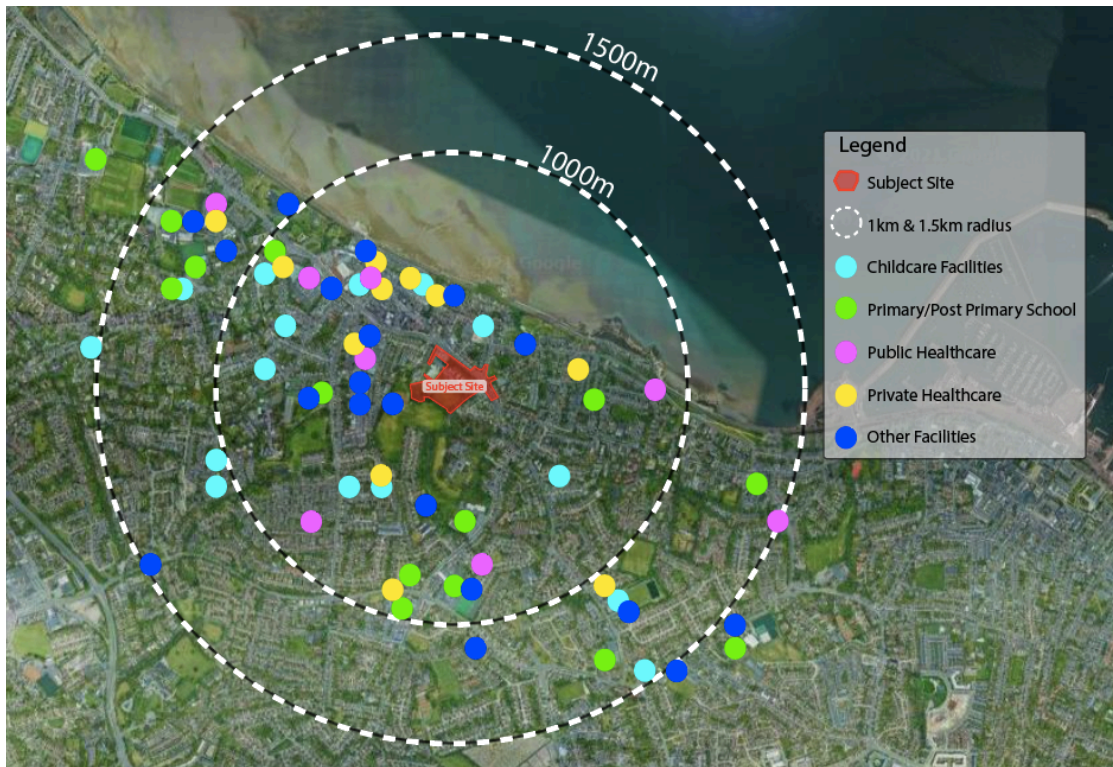 1500m
1000m
Legend
Subject Site
1km & 1.5km radius
Childcare Facilities
Primary/Post Primary School
Public Healthcare
Private Healthcare
Other Facilities
Google
Subject Site